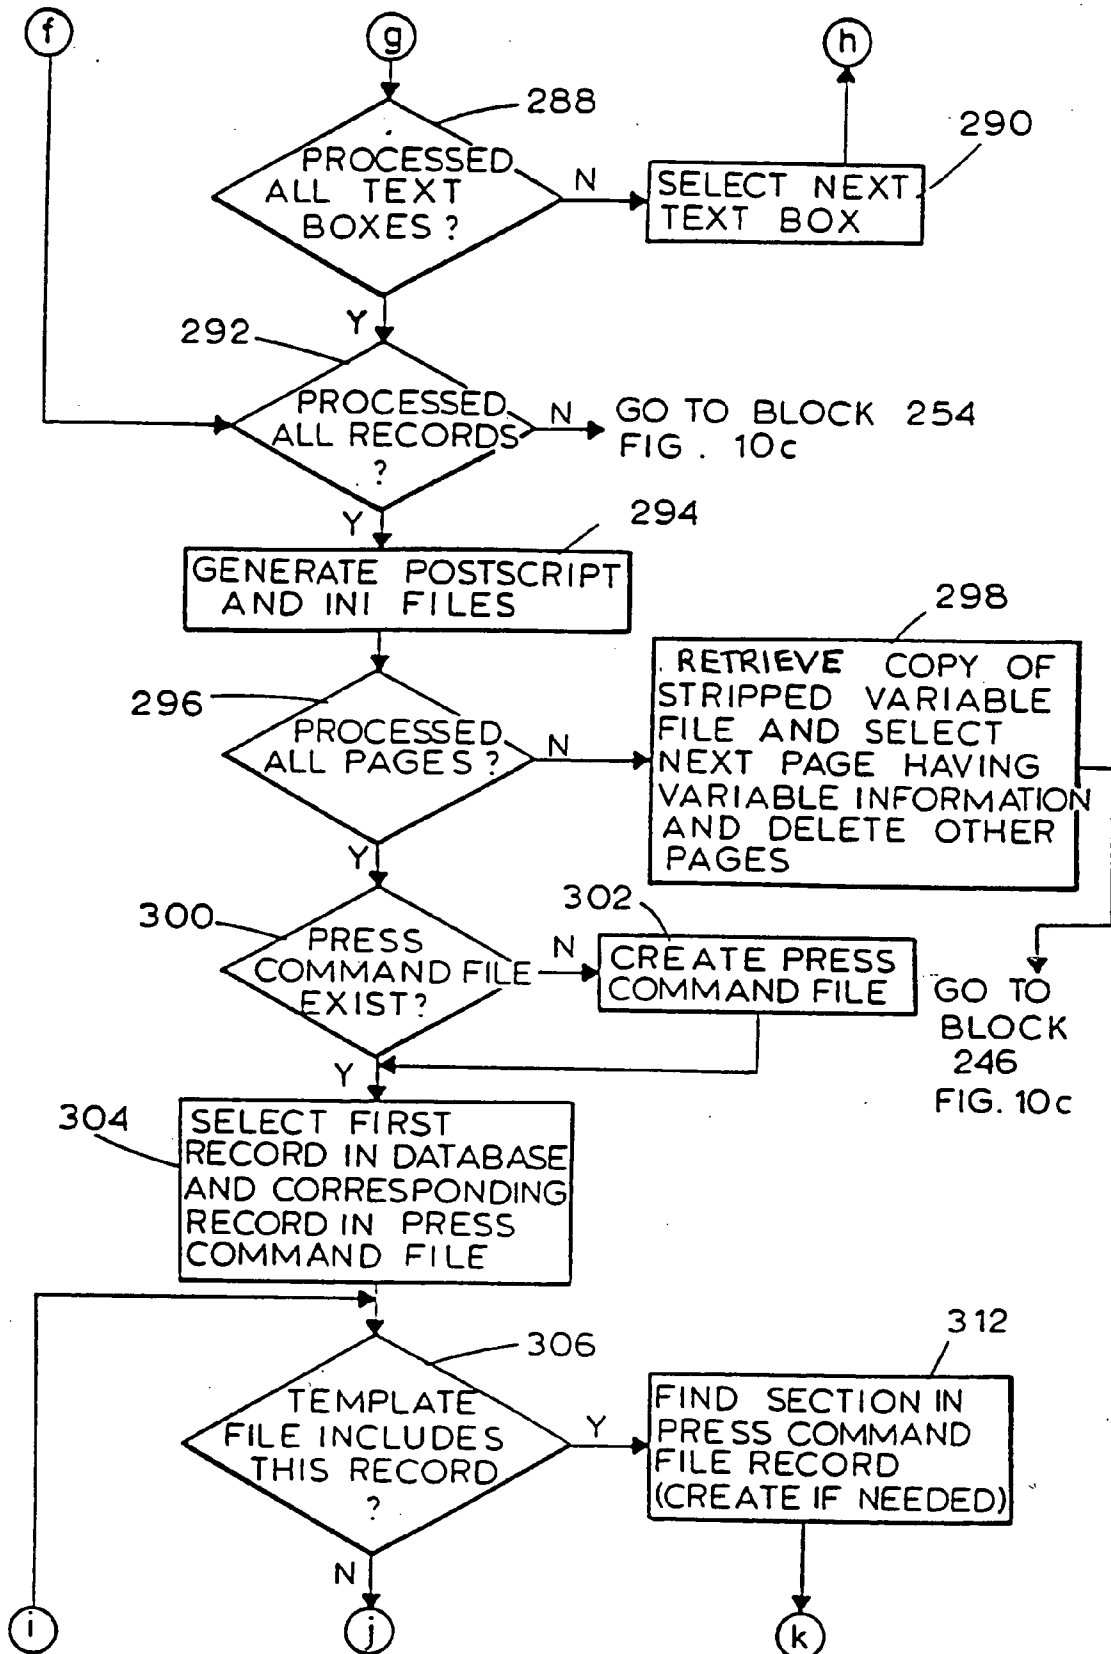 f
g
h
288
PROCESSED
ALL TEXT
BOXES ?
N
290
SELECT NEXT
TEXT BOX
Y
292
PROCESSED
ALL RECORDS
?
N
GO TO BLOCK 254
FIG. 10c
Y
294
GENERATE POSTSCRIPT
AND INI FILES
296
PROCESSED
ALL PAGES ?
N
298
RETRIEVE COPY OF
STRIPPED VARIABLE
FILE AND SELECT
NEXT PAGE HAVING
VARIABLE INFORMATION
AND DELETE OTHER
PAGES
GO TO
BLOCK
246
FIG. 10c
Y
300
PRESS
COMMAND FILE
EXIST?
N
302
CREATE PRESS
COMMAND FILE
Y
304
SELECT FIRST
RECORD IN DATABASE
AND CORRESPONDING
RECORD IN PRESS
COMMAND FILE
306
TEMPLATE
FILE INCLUDES
THIS RECORD
?
Y
312
FIND SECTION IN
PRESS COMMAND
FILE RECORD
(CREATE IF NEEDED)
N
i
j
k